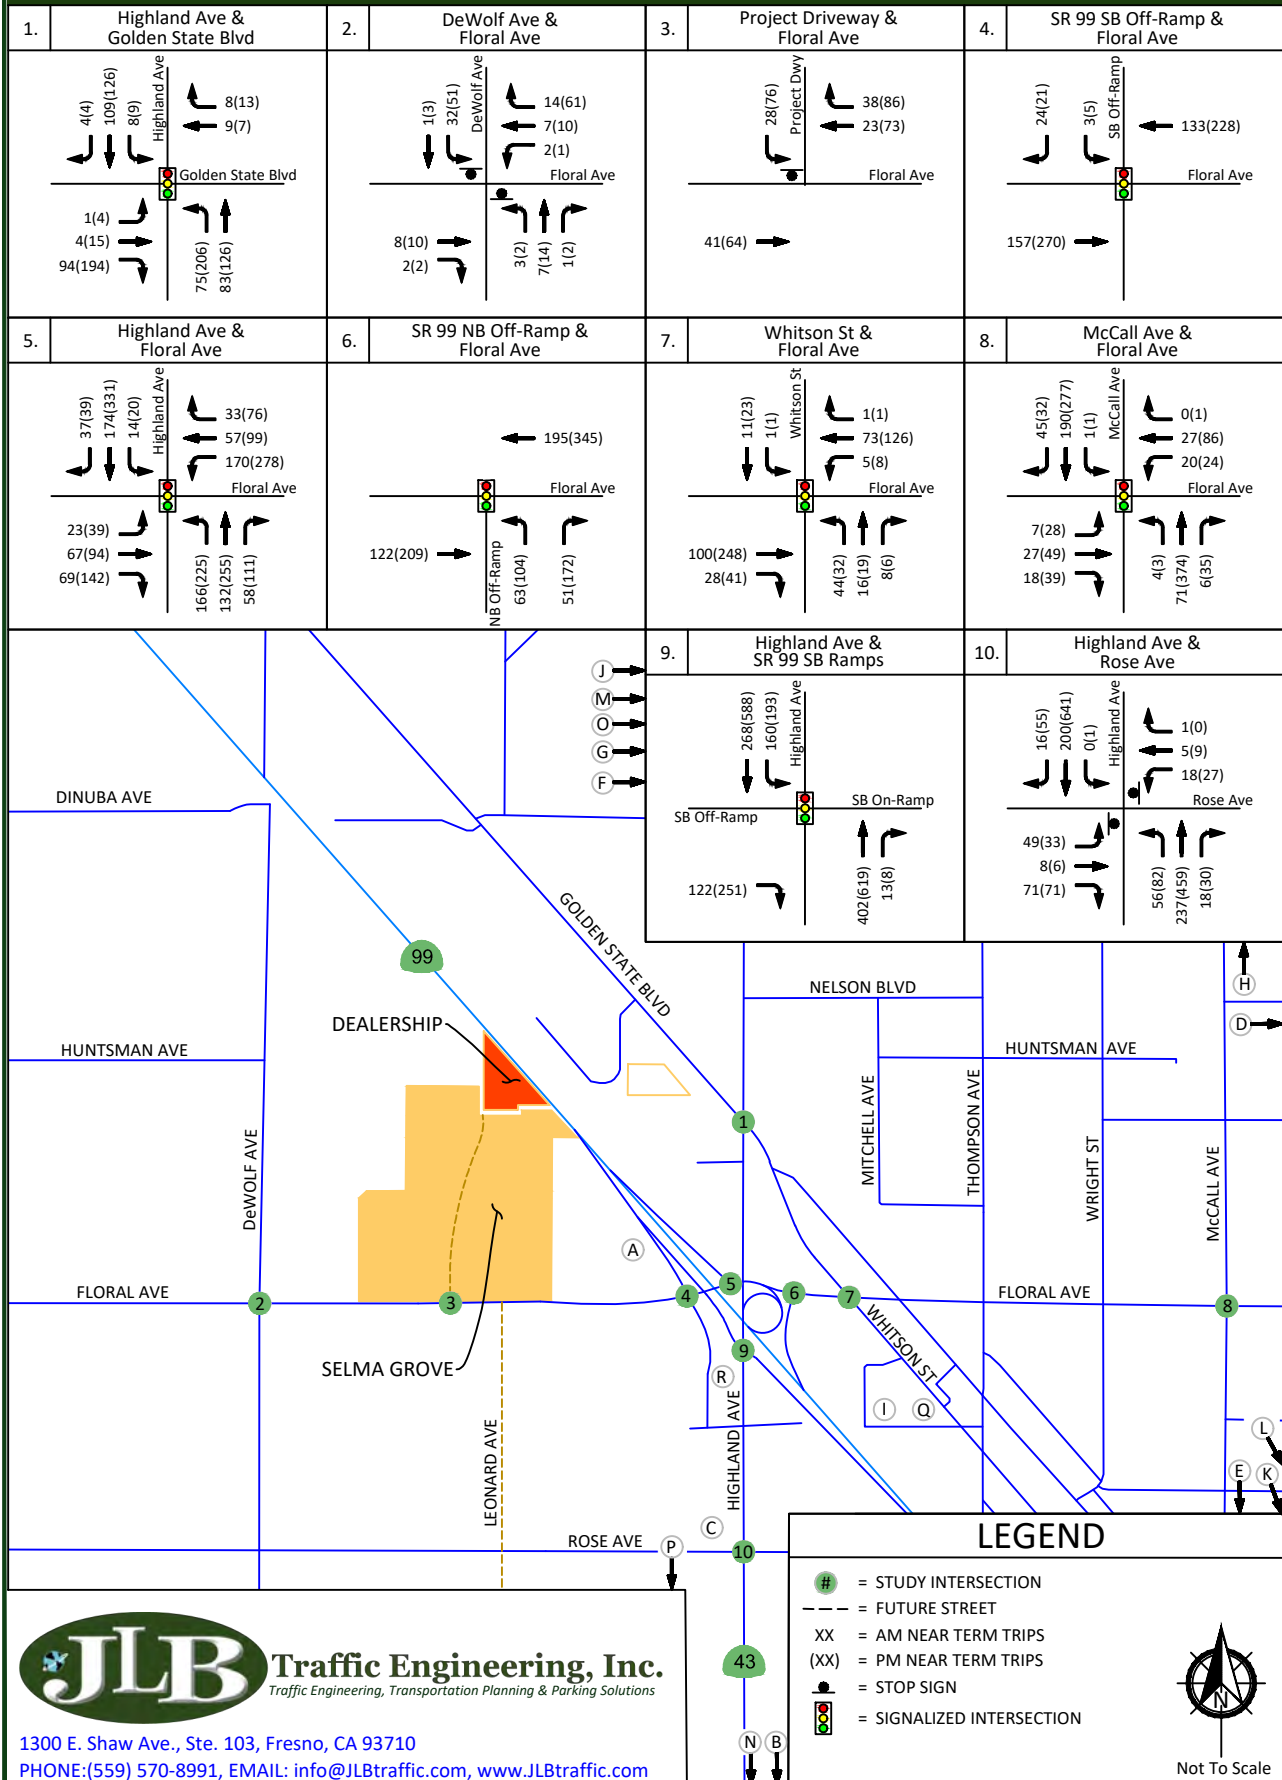 1.
Highland Ave &
Golden State Blvd
4(4)
109(126)
8(9)
Highland Ave
8(13)
9(7)
Golden State Blvd
1(4)
4(15)
94(194)
75(206)
83(126)
2.
DeWolf Ave &
Floral Ave
1(3)
32(51)
DeWolf Ave
14(61)
7(10)
2(1)
Floral Ave
8(10)
2(2)
3(2)
7(14)
1(2)
3.
Project Driveway &
Floral Ave
28(76)
Project Dwy
38(86)
23(73)
Floral Ave
41(64)
4.
SR 99 SB Off-Ramp &
Floral Ave
24(21)
3(5)
SB Off-Ramp
133(228)
Floral Ave
157(270)
5.
Highland Ave &
Floral Ave
37(39)
174(331)
14(20)
Highland Ave
33(76)
57(99)
170(278)
Floral Ave
23(39)
67(94)
69(142)
166(225)
132(255)
58(111)
6.
SR 99 NB Off-Ramp &
Floral Ave
195(345)
Floral Ave
122(209)
NB Off-Ramp
63(104)
51(172)
7.
Whitson St &
Floral Ave
11(23)
1(1)
Whitson St
1(1)
73(126)
5(8)
Floral Ave
100(248)
28(41)
44(32)
16(19)
8(6)
8.
McCall Ave &
Floral Ave
45(32)
190(277)
1(1)
McCall Ave
0(1)
27(86)
20(24)
Floral Ave
7(28)
27(49)
18(39)
4(3)
71(374)
6(35)
9.
Highland Ave &
SR 99 SB Ramps
268(588)
160(193)
Highland Ave
SB On-Ramp
SB Off-Ramp
122(251)
402(619)
13(8)
10.
Highland Ave &
Rose Ave
16(55)
200(641)
0(1)
Highland Ave
1(0)
5(9)
18(27)
Rose Ave
49(33)
8(6)
71(71)
56(82)
237(459)
18(30)
J
M
O
G
F
DINUBA AVE
GOLDEN STATE BLVD
99
H
NELSON BLVD
D
DEALERSHIP
HUNTSMAN AVE
HUNTSMAN AVE
MITCHELL AVE
THOMPSON AVE
WRIGHT ST
McCALL AVE
DeWOLF AVE
1
A
FLORAL AVE
2
3
4
5
6
7
FLORAL AVE
8
9
WHITSON ST
SELMA GROVE
R
HIGHLAND AVE
I
Q
L
E
K
LEONARD AVE
C
ROSE AVE
P
10
43
N
B
LEGEND
# = STUDY INTERSECTION
= FUTURE STREET
XX = AM NEAR TERM TRIPS
(XX) = PM NEAR TERM TRIPS
= STOP SIGN
= SIGNALIZED INTERSECTION
N
Not To Scale
JLB Traffic Engineering, Inc.
Traffic Engineering, Transportation Planning & Parking Solutions
1300 E. Shaw Ave., Ste. 103, Fresno, CA 93710
PHONE:(559) 570-8991, EMAIL: info@JLBtraffic.com, www.JLBtraffic.com